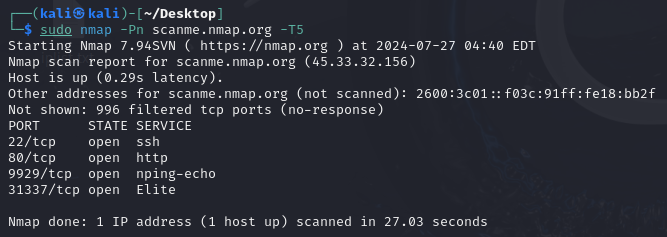 ┌──(kali㉿kali)-[~/Desktop]
└─$ sudo nmap -Pn scanme.nmap.org -T5
Starting Nmap 7.94SVN ( https://nmap.org ) at 2024-07-27 04:40 EDT
Nmap scan report for scanme.nmap.org (45.33.32.156)
Host is up (0.29s latency).
Other addresses for scanme.nmap.org (not scanned): 2600:3c01::f03c:91ff:fe18:bb2f
Not shown: 996 filtered tcp ports (no-response)
PORT      STATE SERVICE
22/tcp    open  ssh
80/tcp    open  http
9929/tcp  open  nping-echo
31337/tcp open  Elite

Nmap done: 1 IP address (1 host up) scanned in 27.03 seconds